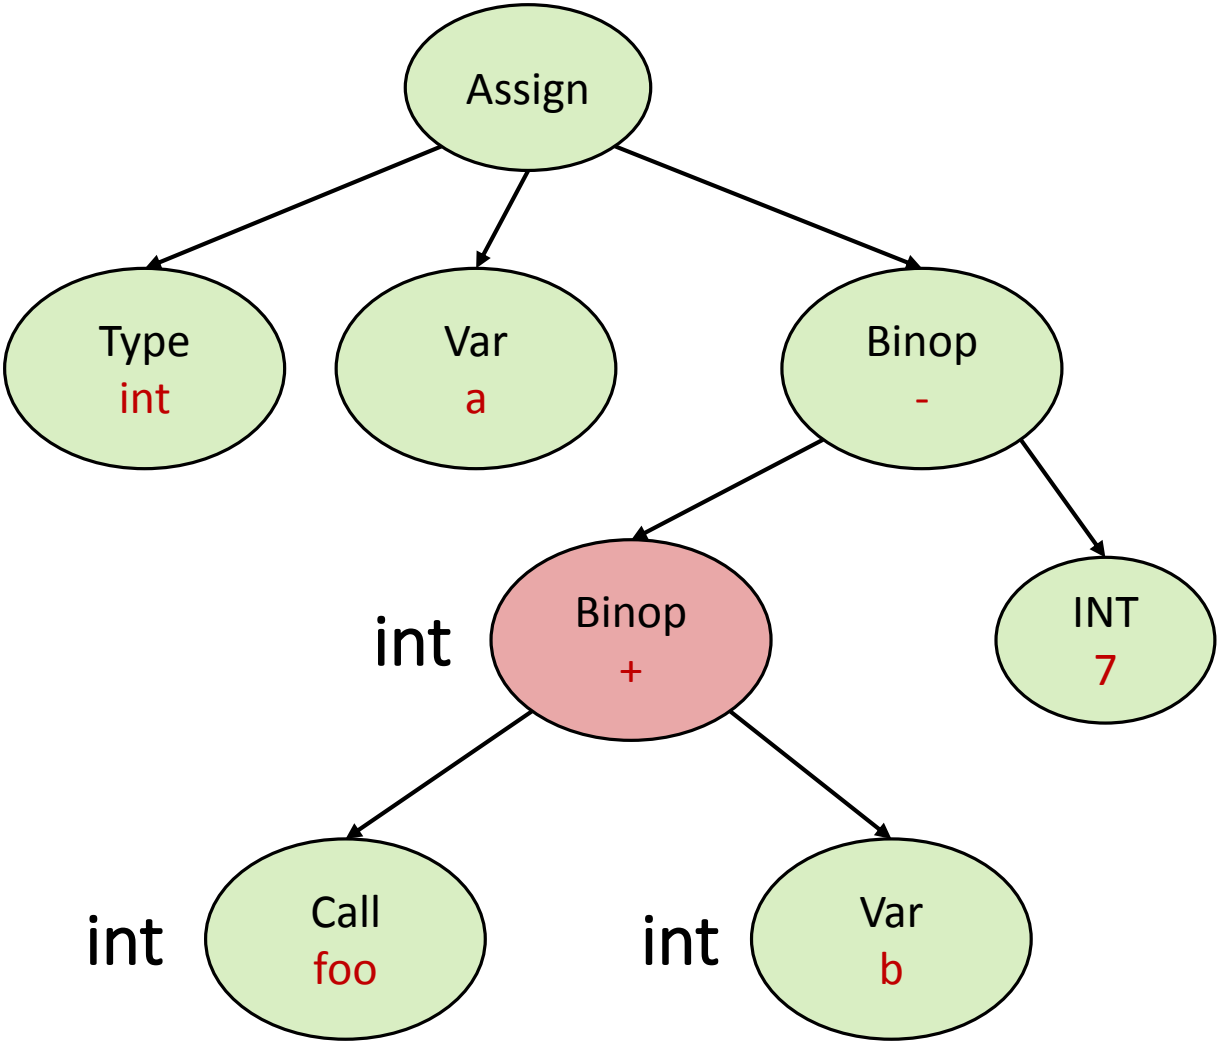 Assign
Type
int
Var
a
Binop
-
int
Binop
+
INT
7
int
Call
foo
int
Var
b